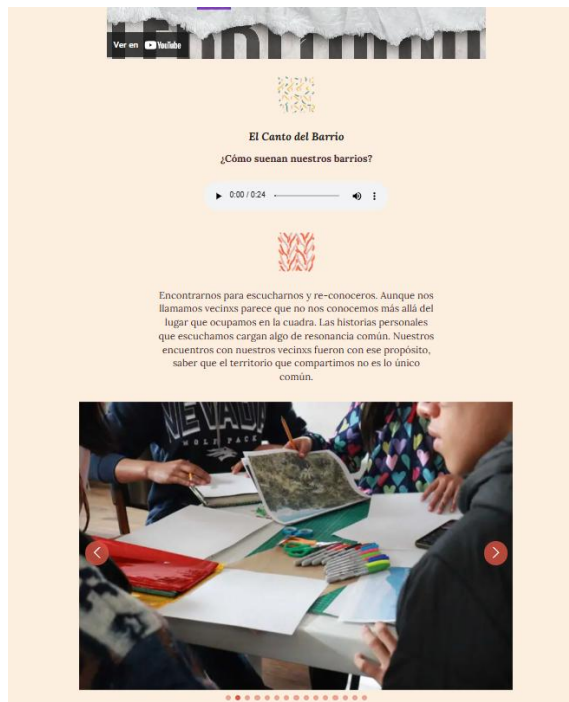 Ver en YouTube
El Canto del Barrio
¿Cómo suenan nuestros barrios?
0:00 / 0:24
Encontrarnos para escucharnos y re-conoceros. Aunque nos
llamamos vecinxs parece que no nos conocemos más allá del
lugar que ocupamos en la cuadra. Las historias personales
que escuchamos cargan algo de resonancia común. Nuestros
encuentros con nuestros vecinxs fueron con ese propósito,
saber que el territorio que compartimos no es lo único
común.
NEVADA
WOLF PACK